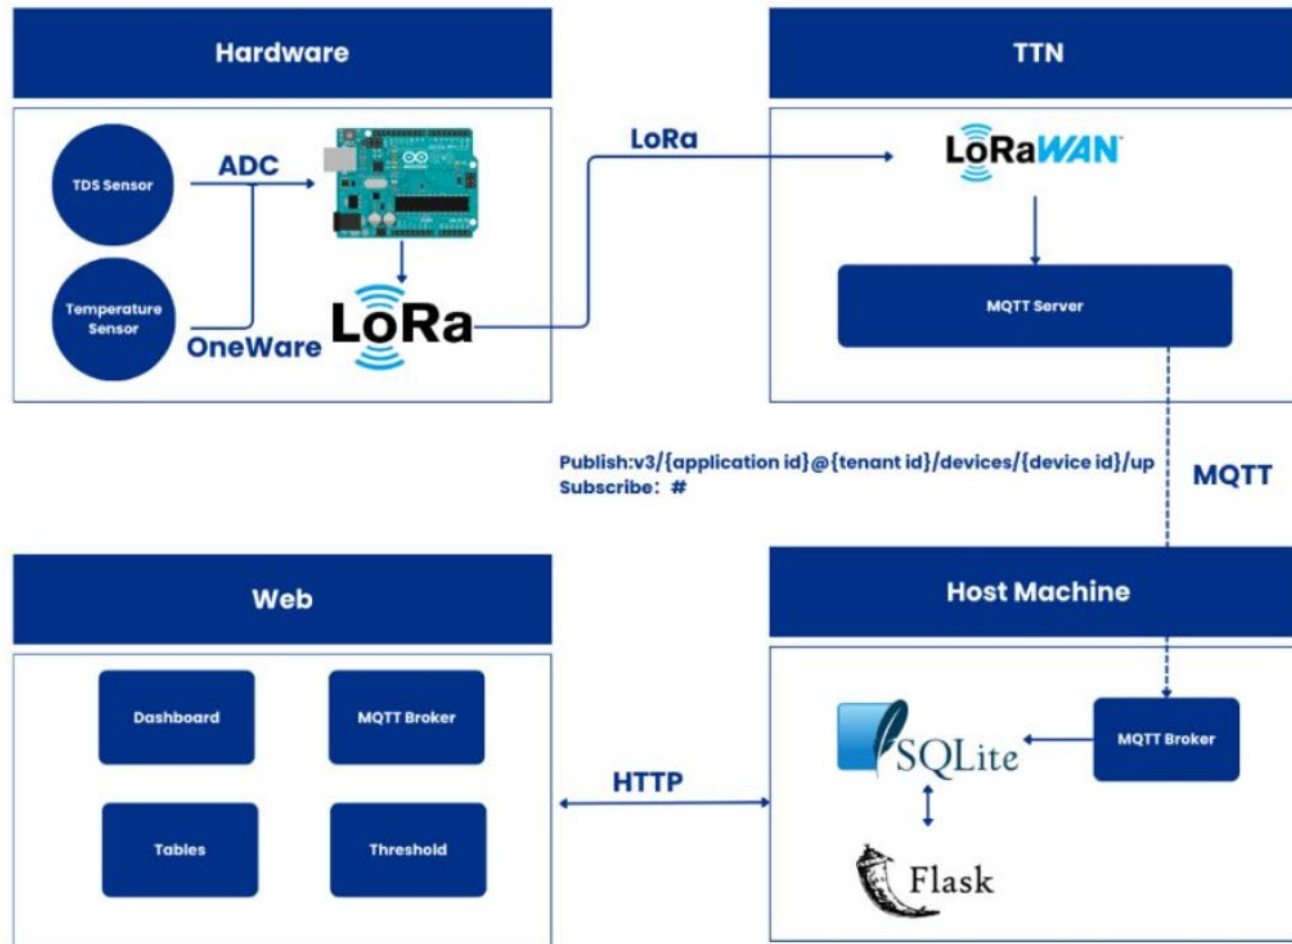 Hardware
TTN
TDS Sensor
ADC
Temperature
Sensor
OneWare
LoRa
LoRa
LoRaWAN
MQTT Server
Publish:v3/{application id}@{tenant id}/devices/{device id}/up
Subscribe: #
MQTT
Web
Host Machine
Dashboard
MQTT Broker
Tables
Threshold
HTTP
SQLite
MQTT Broker
Flask